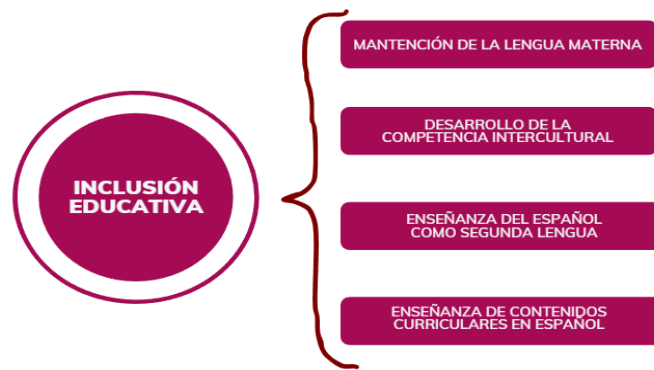 INCLUSIÓN
EDUCATIVA
MANTENCIÓN DE LA LENGUA MATERNA
DESARROLLO DE LA
COMPETENCIA INTERCULTURAL
ENSEÑANZA DEL ESPAÑOL
COMO SEGUNDA LENGUA
ENSEÑANZA DE CONTENIDOS
CURRICULARES EN ESPAÑOL